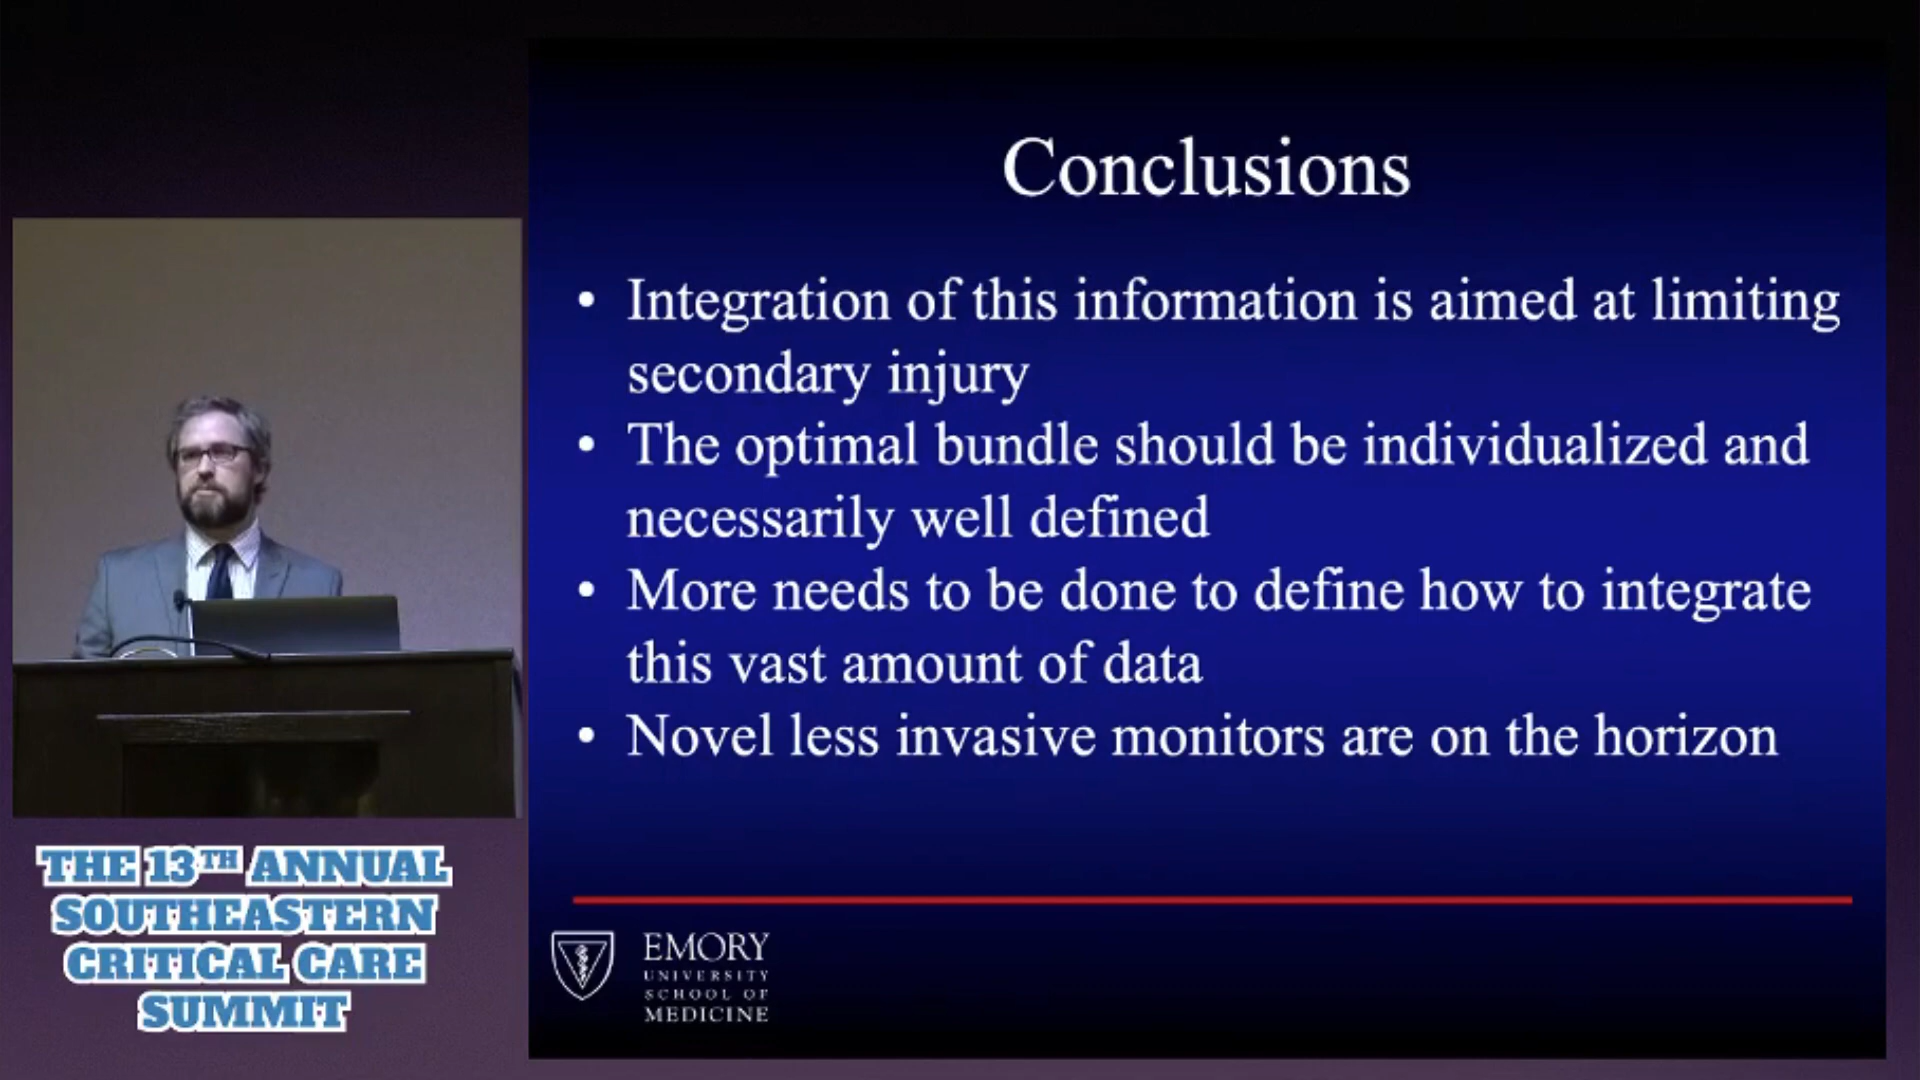 Conclusions
• Integration of this information is aimed at limiting
secondary injury
• The optimal bundle should be individualized and
necessarily well defined
• More needs to be done to define how to integrate
this vast amount of data
• Novel less invasive monitors are on the horizon
THE 13TH ANNUAL
SOUTHEASTERN
CRITICAL CARE
SUMMIT
EMORY
UNIVERSITY
SCHOOL OF
MEDICINE